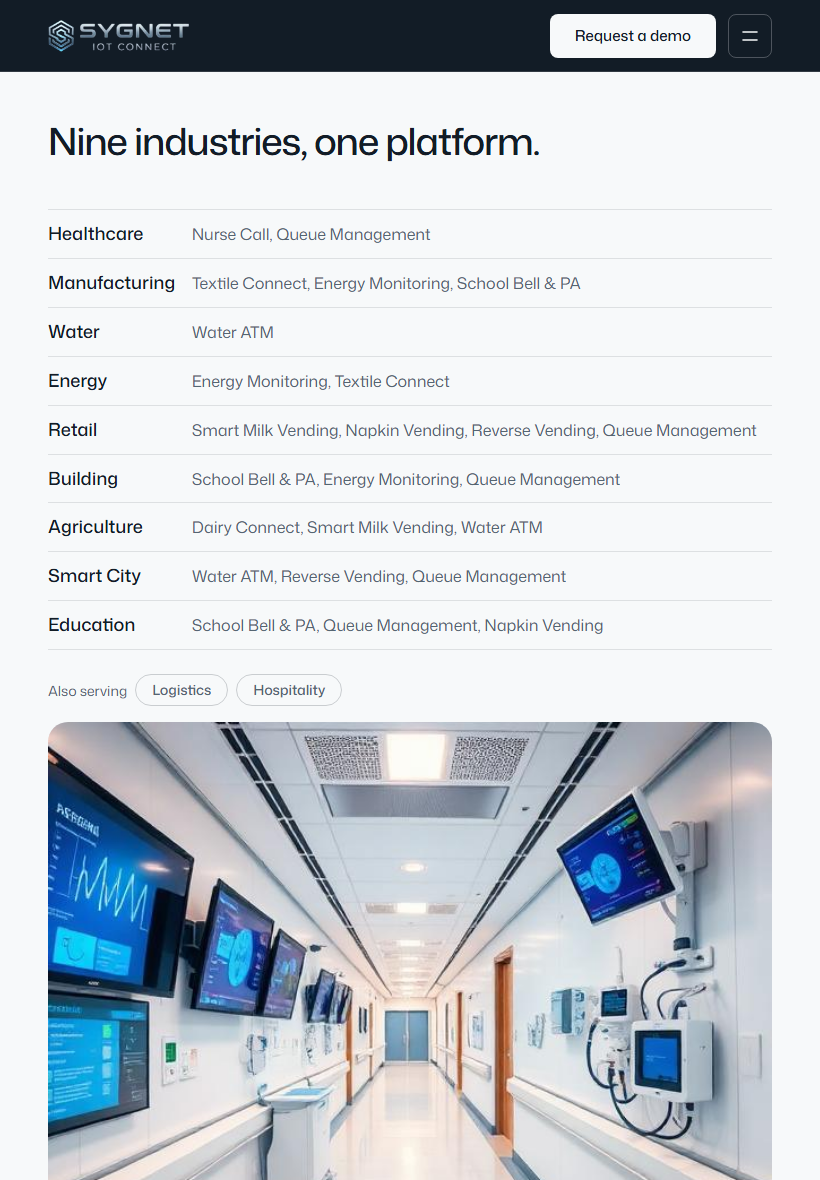 SYGNET
IOT CONNECT
Request a demo
Nine industries, one platform.
Healthcare Nurse Call, Queue Management
Manufacturing Textile Connect, Energy Monitoring, School Bell & PA
Water Water ATM
Energy Energy Monitoring, Textile Connect
Retail Smart Milk Vending, Napkin Vending, Reverse Vending, Queue Management
Building School Bell & PA, Energy Monitoring, Queue Management
Agriculture Dairy Connect, Smart Milk Vending, Water ATM
Smart City Water ATM, Reverse Vending, Queue Management
Education School Bell & PA, Queue Management, Napkin Vending
Also serving Logistics Hospitality